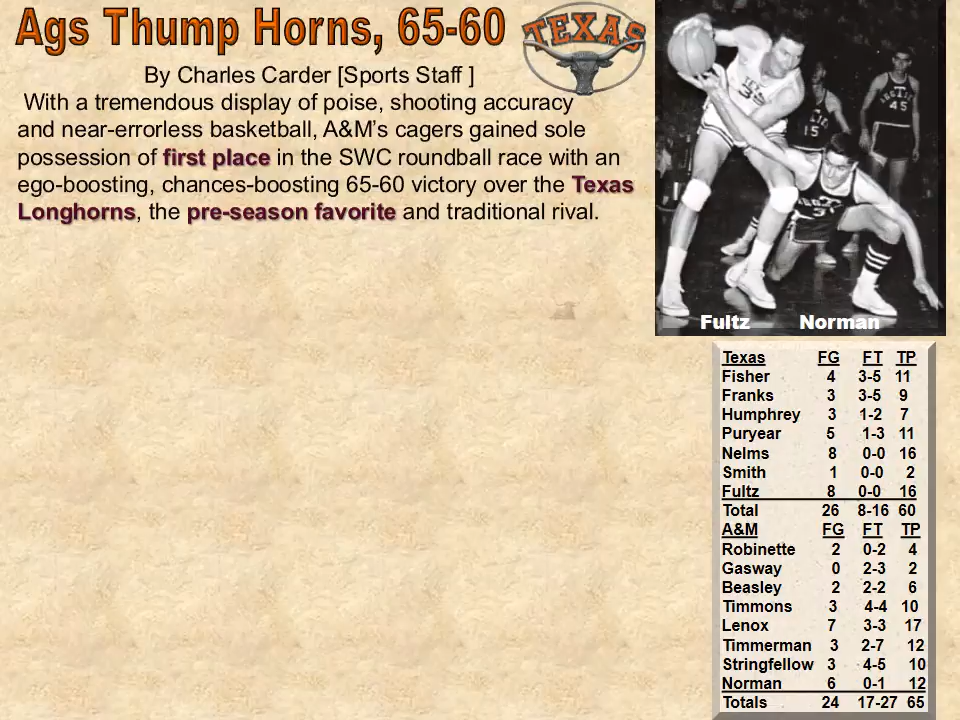 Ags Thump Horns, 65-60
TEXAS
By Charles Carder [Sports Staff ]
With a tremendous display of poise, shooting accuracy
and near-errorless basketball, A&M's cagers gained sole
possession of first place in the SWC roundball race with an
ego-boosting, chances-boosting 65-60 victory over the Texas
Longhorns, the pre-season favorite and traditional rival.
15
45
Fultz Norman
Texas FG FT TP
Fisher 4 3-5 11
Franks 3 3-5 9
Humphrey 3 1-2 7
Puryear 5 1-3 11
Nelms 8 0-0 16
Smith 1 0-0 2
Fultz 8 0-0 16
Total 26 8-16 60
A&M FG FT TP
Robinette 2 0-2 4
Gasway 0 2-3 2
Beasley 2 2-2 6
Timmons 3 4-4 10
Lenox 7 3-3 17
Timmerman 3 2-7 12
Stringfellow 3 4-5 10
Norman 6 0-1 12
Totals 24 17-27 65